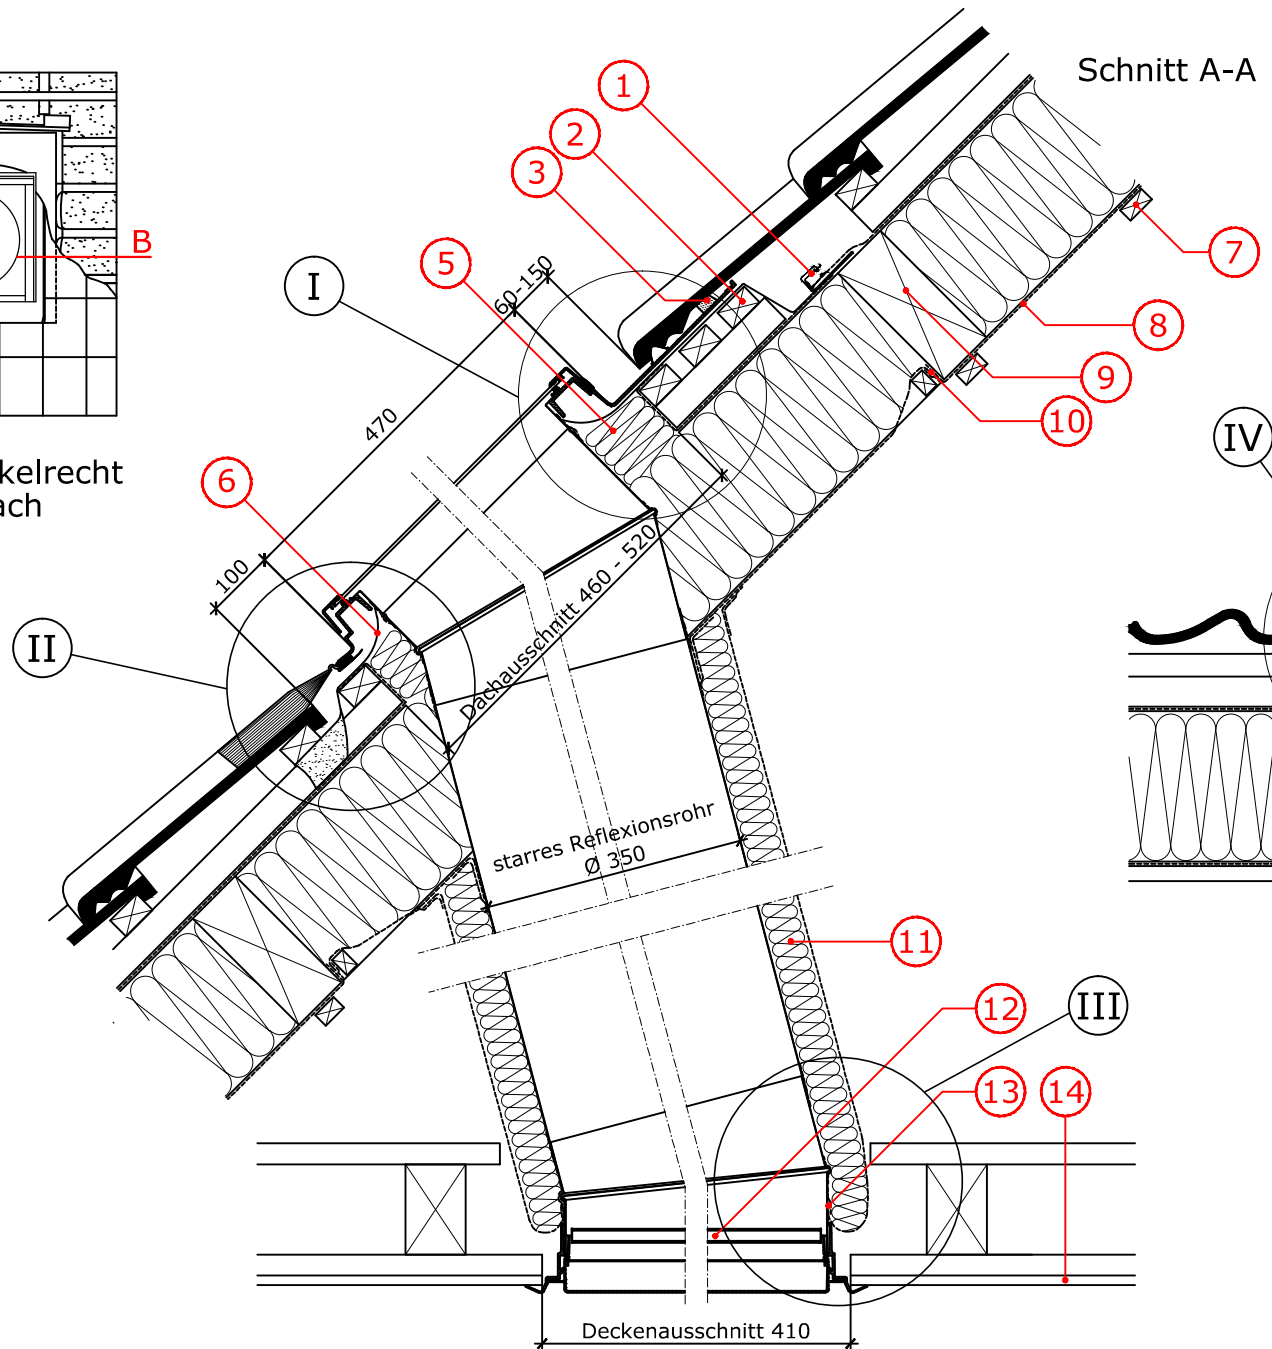 Schnitt A-A
1
2
3
B
7
5
60-150
I
8
9
10
470
IV
kelrecht
ach
6
100
Dachausschnitt 460 - 520
II
starres Reflexionsrohr
Ø 350
11
12
III
13
14
Deckenausschnitt 410